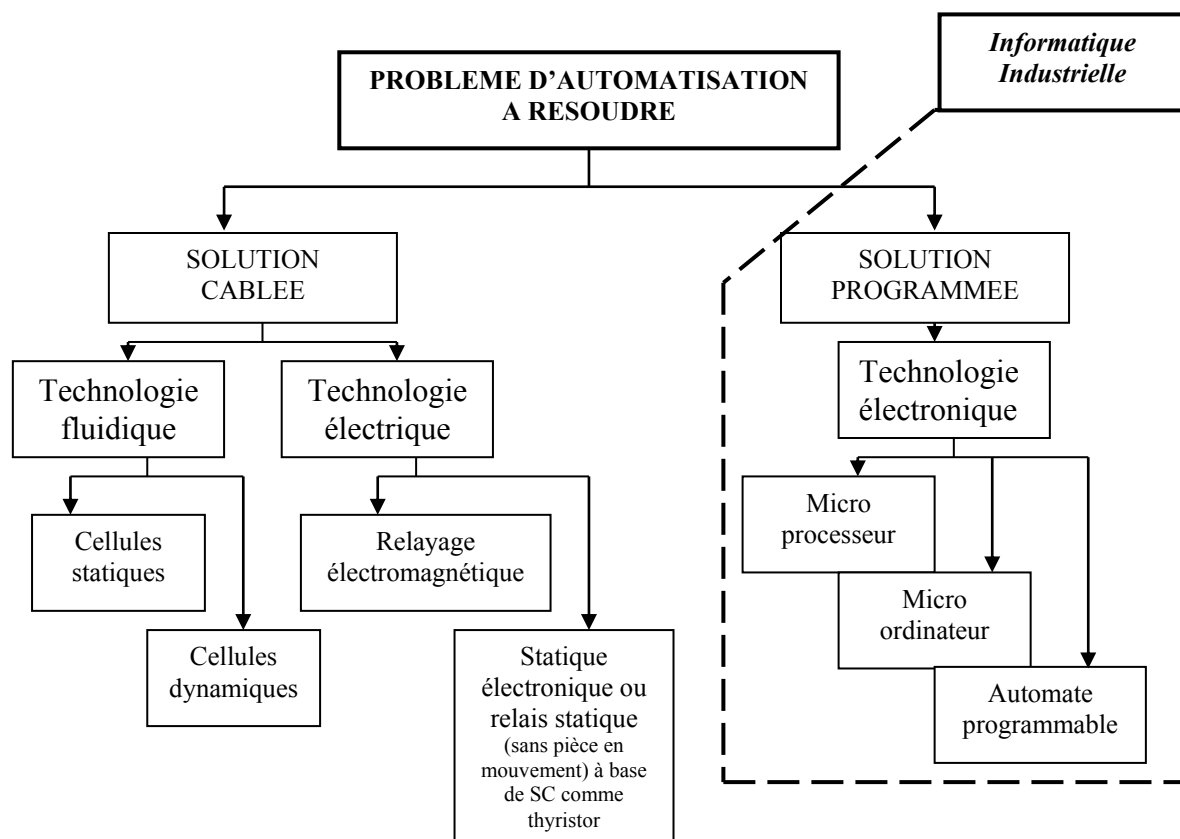 Informatique
Industrielle
PROBLEME D'AUTOMATISATION
A RESOUDRE
SOLUTION
CABLEE
SOLUTION
PROGRAMMEE
Technologie
fluidique
Technologie
électrique
Technologie
électronique
Cellules
statiques
Relayage
électromagnétique
Micro
processeur
Micro
ordinateur
Cellules
dynamiques
Statique
électronique ou
relais statique
(sans pièce en
mouvement) à base
de SC comme
thyristor
Automate
programmable